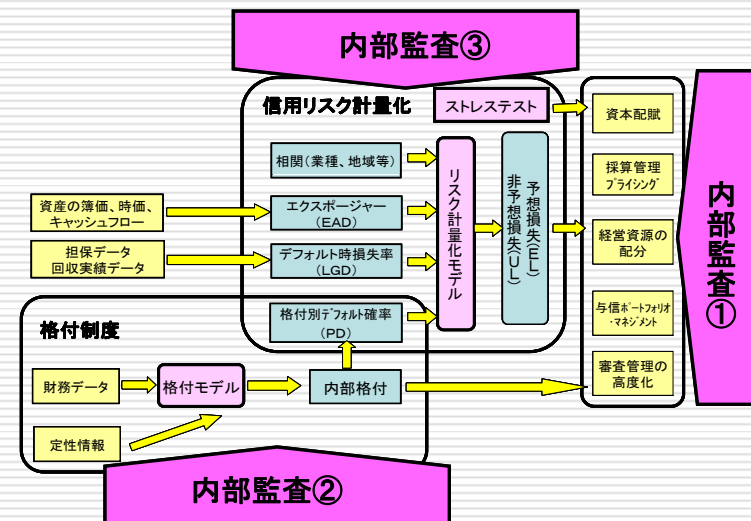 内部監査③
信用リスク計量化
ストレステスト
資本配賦
相関(業種、地域等)
採算管理
プライシング
資産の簿価、時価、
キャッシュフロー
エクスポージャー
(EAD)
リスク計量化モデル
予想損失(EL)
非予想損失(UL)
経営資源の
配分
内部監査①
担保データ
回収実績データ
デフォルト時損失率
(LGD)
格付別デフォルト確率
(PD)
与信ポートフォリオ
・マネジメント
格付制度
審査管理の
高度化
財務データ
格付モデル
内部格付
定性情報
内部監査②